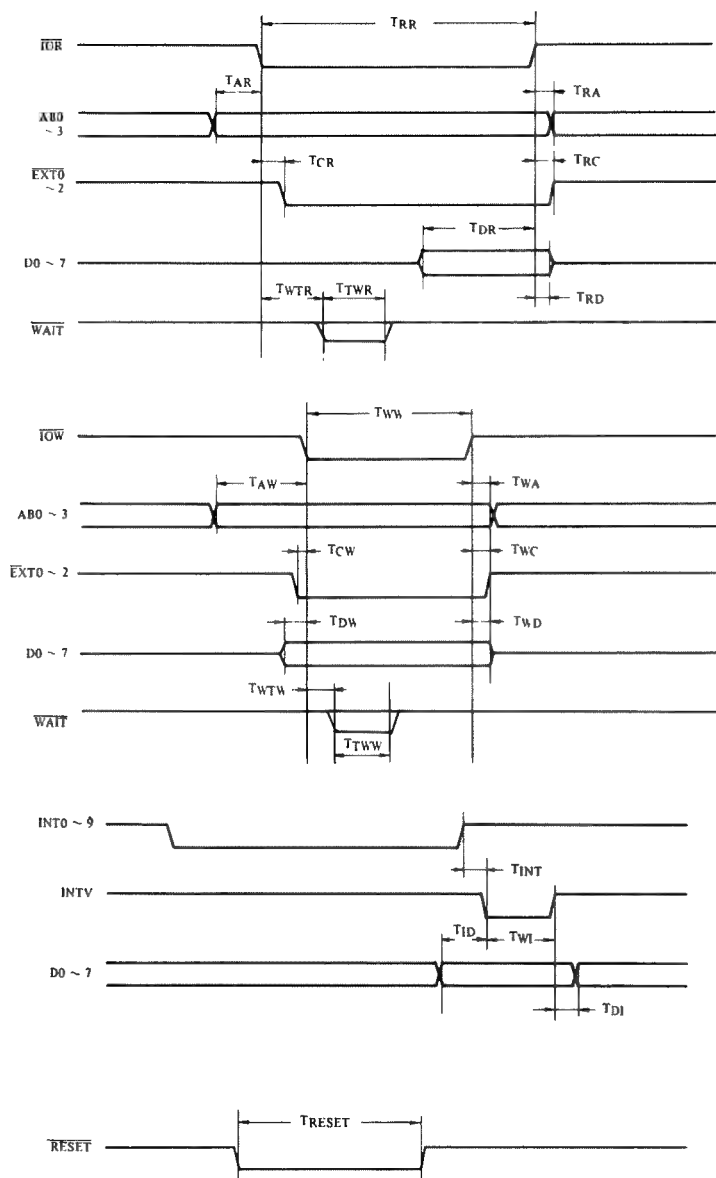 TRR
IOR
TAR
TRA
AB0
~ 3
TCR
TRC
EXT0
~ 2
TDR
D0 ~ 7
TWTR
TTWR
TRD
WAIT
TWW
IOW
TAW
TWA
AB0 ~ 3
TCW
TWC
EXT0 ~ 2
TDW
TWD
D0 ~ 7
TWTW
WAIT
TTWW
INT0 ~ 9
TINT
INTV
TID
TWI
D0 ~ 7
TDI
TRESET
RESET